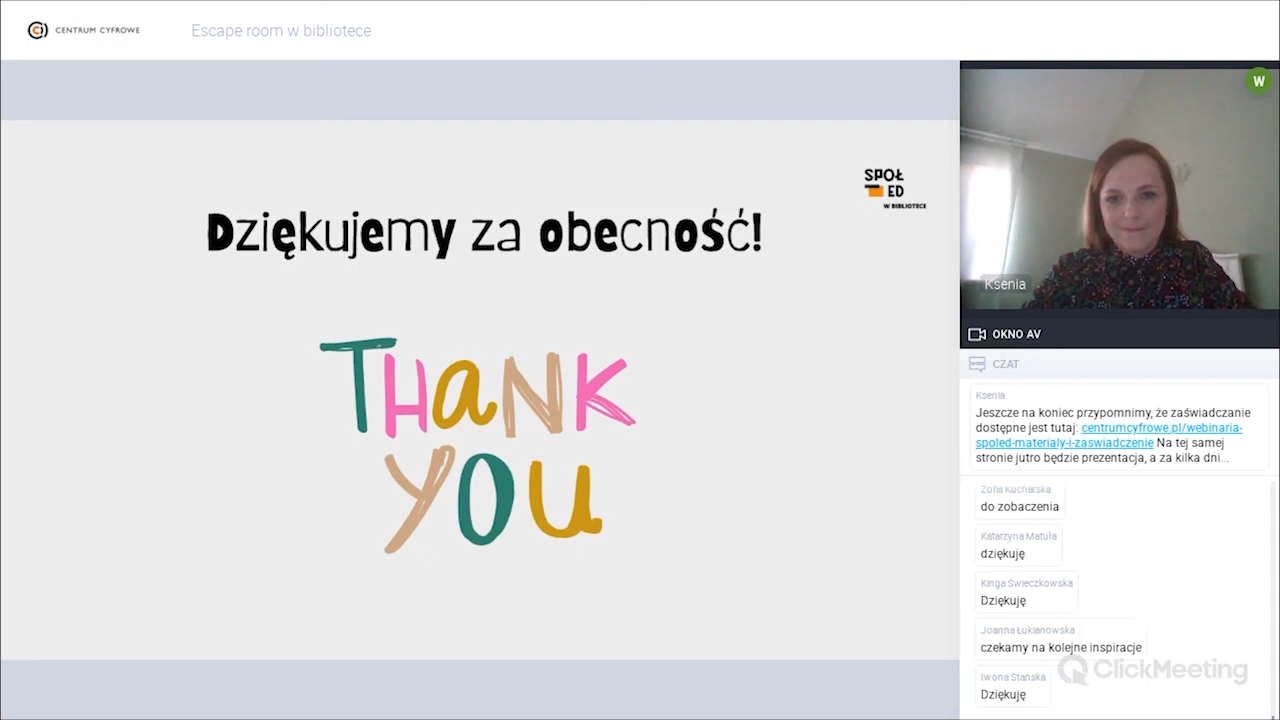 CENTRUM CYFROWE
Escape room w bibliotece
SPOŁ
ED
W BIBLIOTECE
Dziękujemy za obecność!
THaNK
YOU
W
Ksenia
OKNO AV
CZAT
Ksenia
Jeszcze na koniec przypomnimy, że zaświadczanie
dostępne jest tutaj: centrumcyfrowe.pl/webinaria-
spoled-materialy-i-zaswiadczenie Na tej samej
stronie jutro będzie prezentacja, a za kilka dni...
Zofia Kucharska
do zobaczenia
Katarzyna Matuła
dziękuję
Kinga Świeczkowska
Dziękuję
Joanna Łukianowska
czekamy na kolejne inspiracje
Iwona Stańska
Dziękuję
ClickMeeting